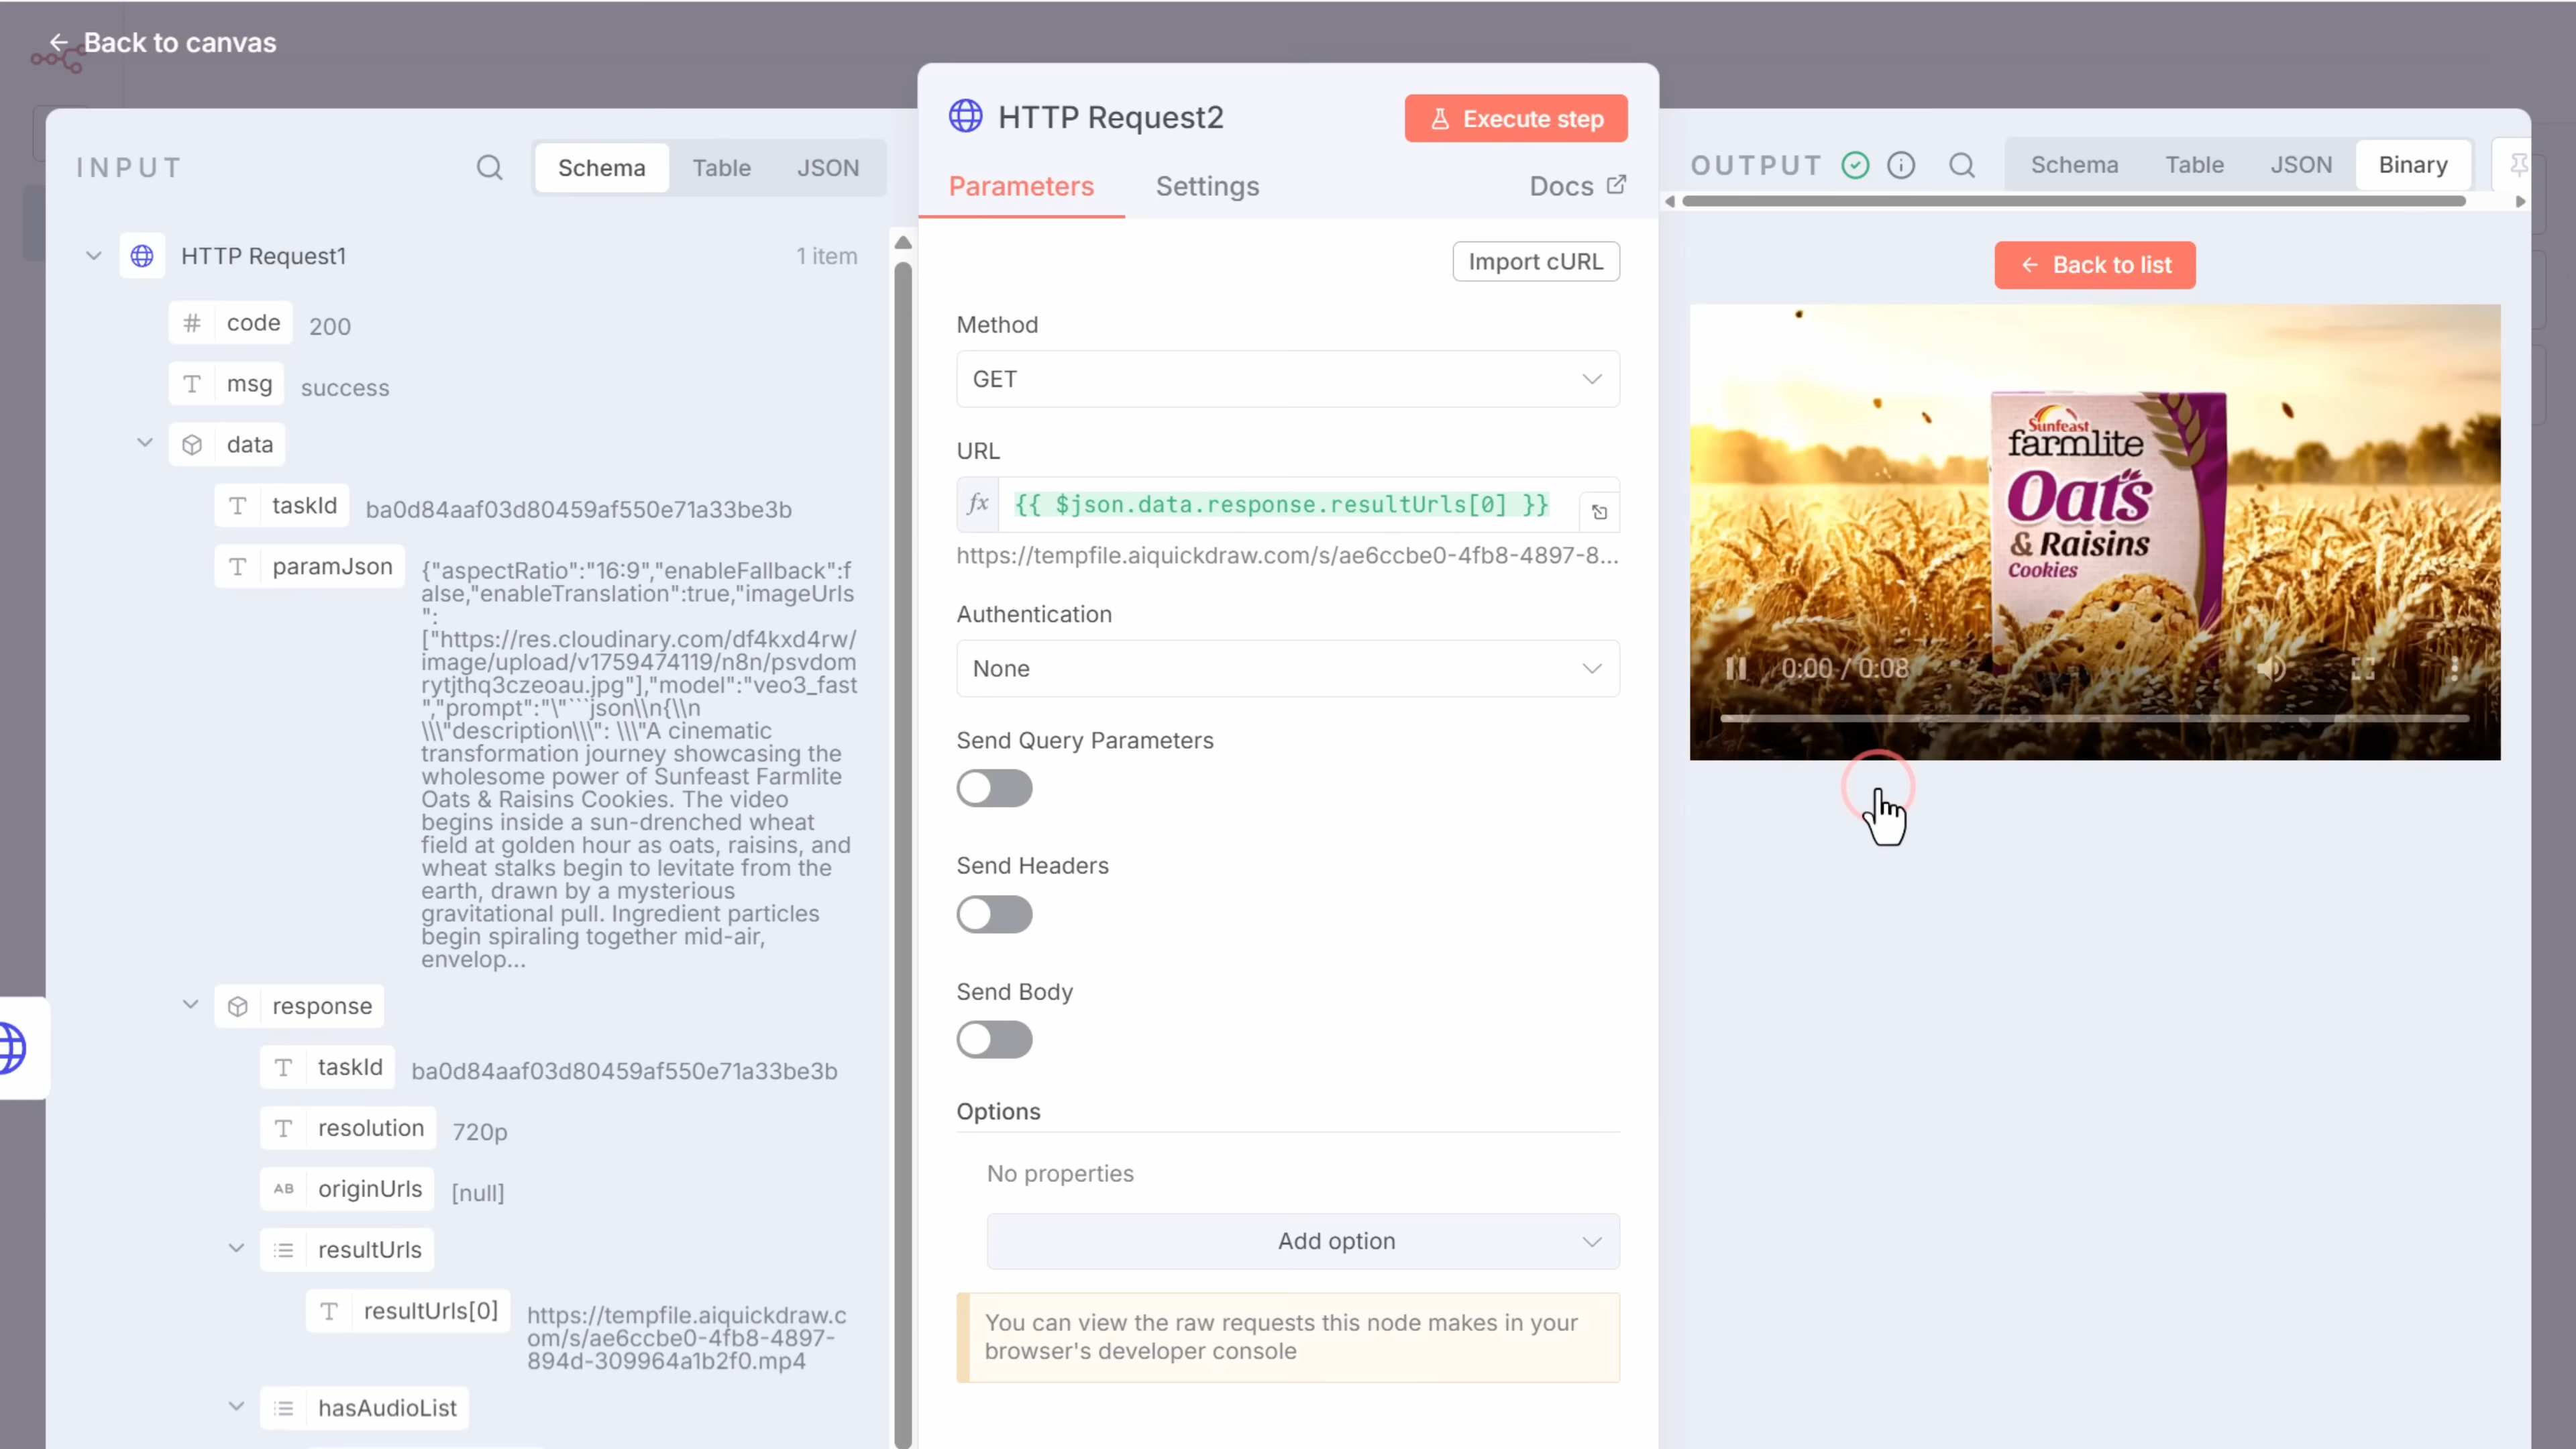 ← Back to canvas
INPUT
Schema
Table
JSON
HTTP Request1
1 item
# code
200
T msg
success
data
T taskId
ba0d84aaf03d80459af550e71a33be3b
T paramJson
{"aspectRatio":"16:9","enableFallback":f
alse,"enableTranslation":true,"imageUrls
":
["https://res.cloudinary.com/df4kxd4rw/
image/upload/v1759474119/n8n/psvdom
rytjthq3czeoau.jpg"],"model":"veo3_fast
","prompt":"\"```json\\n{\\n
\\\"description\\\": \\\"A cinematic
transformation journey showcasing the
wholesome power of Sunfeast Farmlite
Oats & Raisins Cookies. The video
begins inside a sun-drenched wheat
field at golden hour as oats, raisins, and
wheat stalks begin to levitate from the
earth, drawn by a mysterious
gravitational pull. Ingredient particles
begin spiraling together mid-air,
envelop...
response
T taskId
ba0d84aaf03d80459af550e71a33be3b
T resolution
720p
AB originUrls
[null]
resultUrls
T resultUrls[0]
https://tempfile.aiquickdraw.c
om/s/ae6ccbe0-4fb8-4897-
894d-309964a1b2f0.mp4
hasAudioList
HTTP Request2
Execute step
Parameters
Settings
Docs
Import cURL
Method
GET
URL
fx {{ $json.data.response.resultUrls[0] }}
https://tempfile.aiquickdraw.com/s/ae6ccbe0-4fb8-4897-8...
Authentication
None
Send Query Parameters
Send Headers
Send Body
Options
No properties
Add option
You can view the raw requests this node makes in your
browser's developer console
OUTPUT
Schema
Table
JSON
Binary
← Back to list
Sunfeast
farmlite
Oats
& Raisins
Cookies
0:00 / 0:08